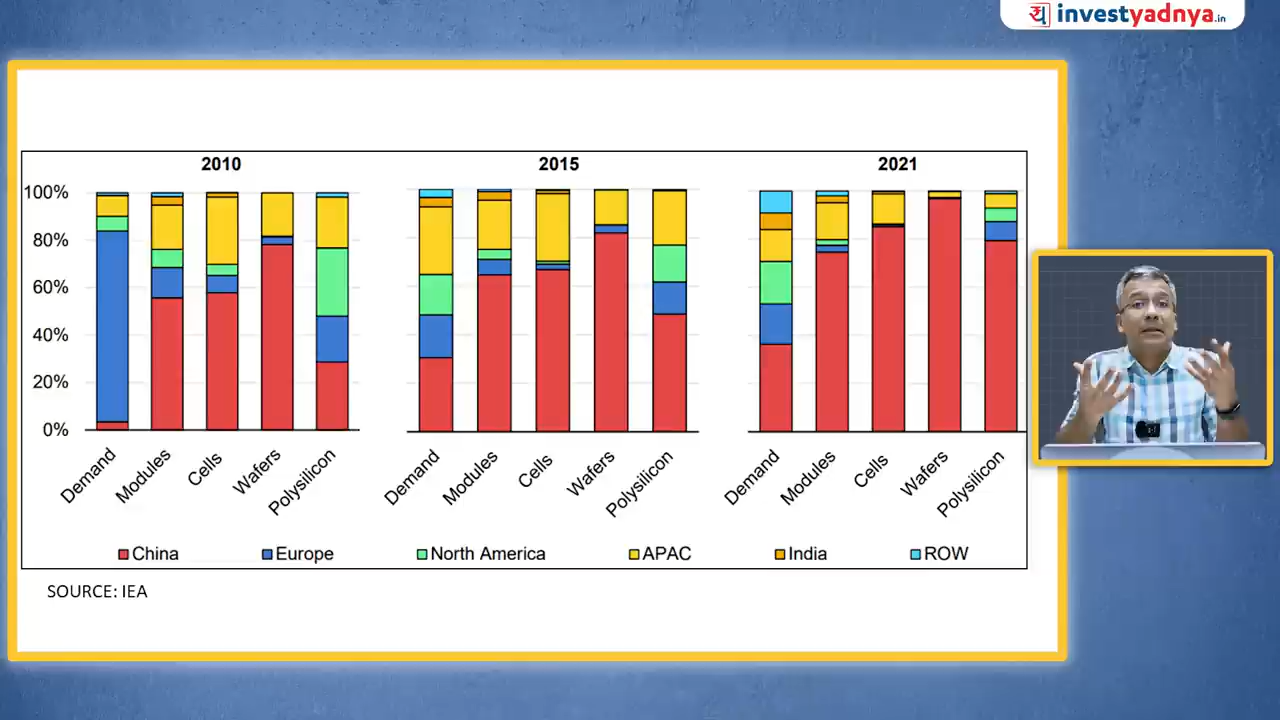 य investyadnya.in
2010 2015 2021
100%
80%
60%
40%
20%
0%
Demand Modules Cells Wafers Polysilicon Demand Modules Cells Wafers Polysilicon Demand Modules Cells Wafers Polysilicon
China Europe North America APAC India ROW
SOURCE: IEA